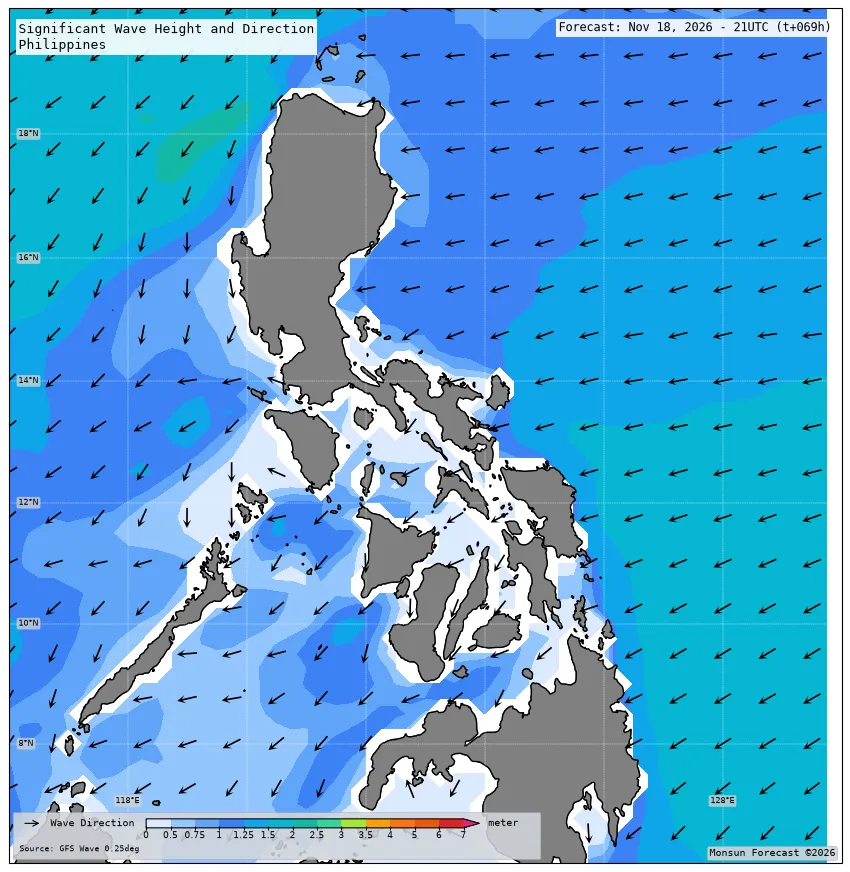 Significant Wave Height and Direction
Philippines
Forecast: Nov 18, 2026 - 21UTC (t+069h)
18°N
16°N
14°N
12°N
10°N
8°N
118°E
128°E
Wave Direction
0 0.5 0.75 1 1.25 1.5 2 2.5 3 3.5 4 5 6 7
meter
Source: GFS Wave 0.25deg
Monsun Forecast ©2026